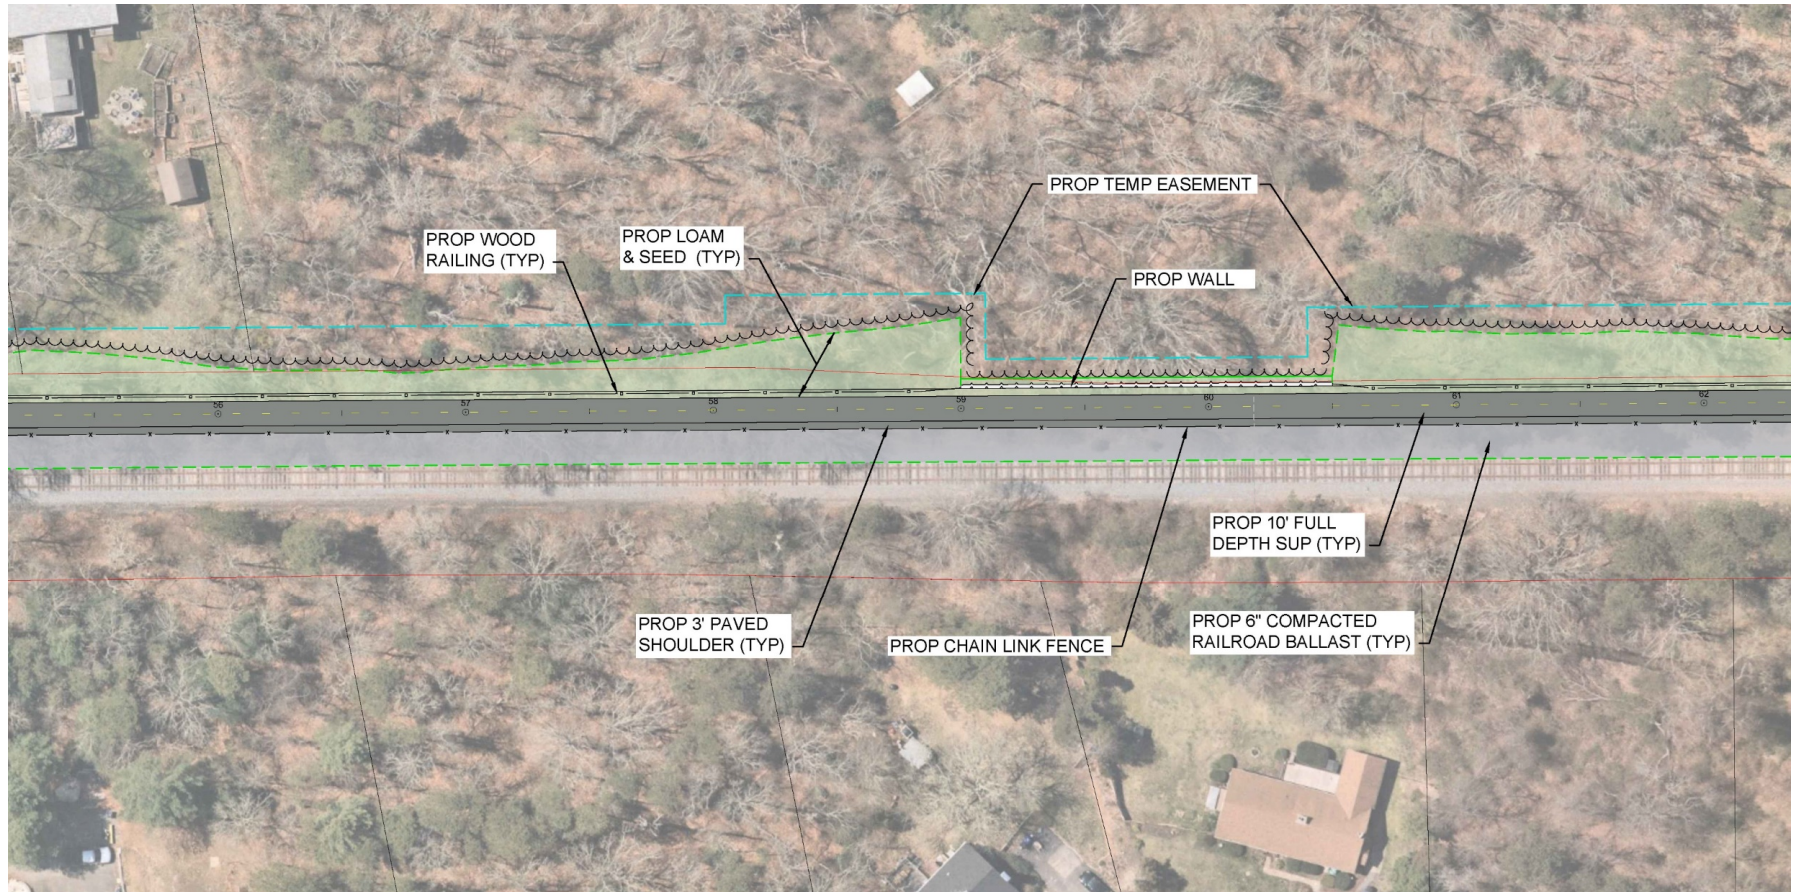 PROP TEMP EASEMENT
PROP WOOD
RAILING (TYP)
PROP LOAM
& SEED (TYP)
PROP WALL
56
57
58
59
60
61
62
PROP 10' FULL
DEPTH SUP (TYP)
PROP 3' PAVED
SHOULDER (TYP)
PROP CHAIN LINK FENCE
PROP 6" COMPACTED
RAILROAD BALLAST (TYP)